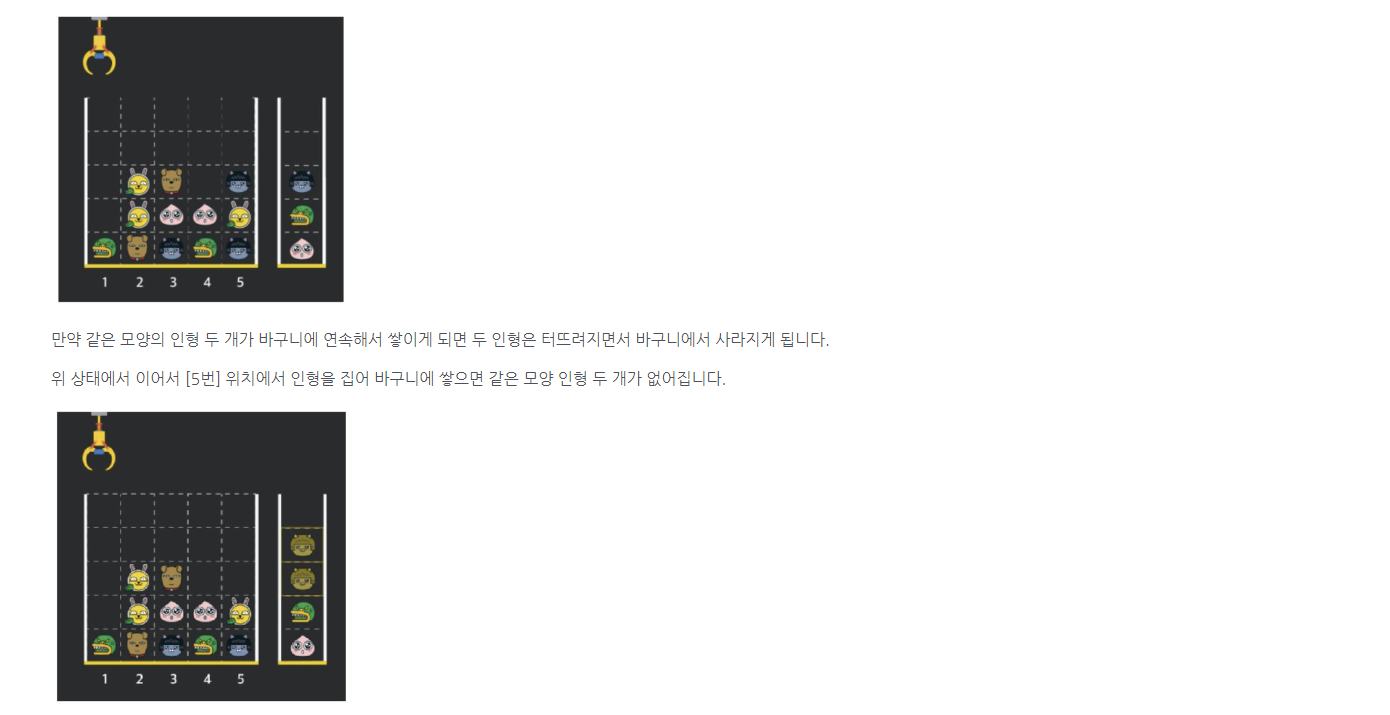 1 2 3 4 5
만약 같은 모양의 인형 두 개가 바구니에 연속해서 쌓이게 되면 두 인형은 터뜨려지면서 바구니에서 사라지게 됩니다.
위 상태에서 이어서 [5번] 위치에서 인형을 집어 바구니에 쌓으면 같은 모양 인형 두 개가 없어집니다.
1 2 3 4 5